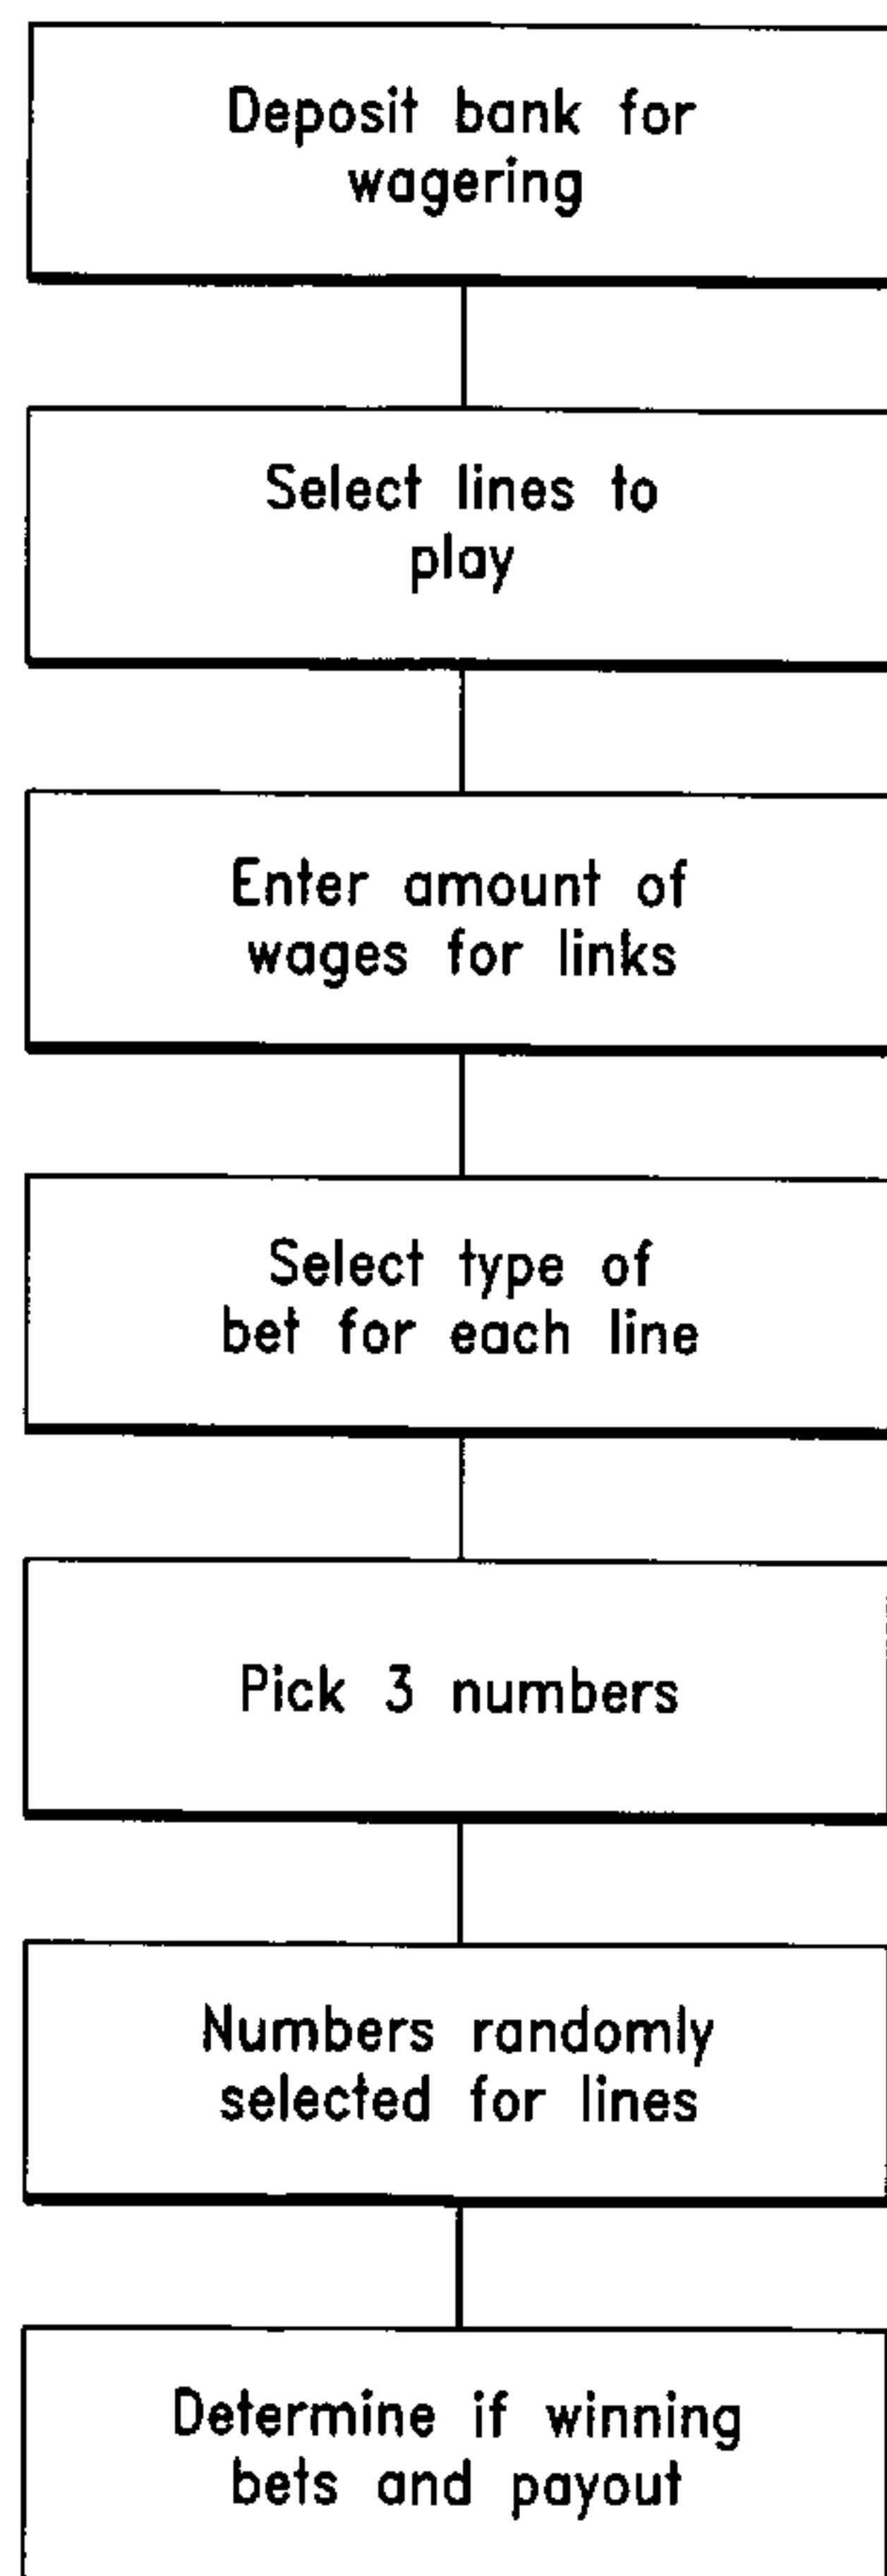 Deposit bank for
wagering
Select lines to
play
Enter amount of
wages for links
Select type of
bet for each line
Pick 3 numbers
Numbers randomly
selected for lines
Determine if winning
bets and payout